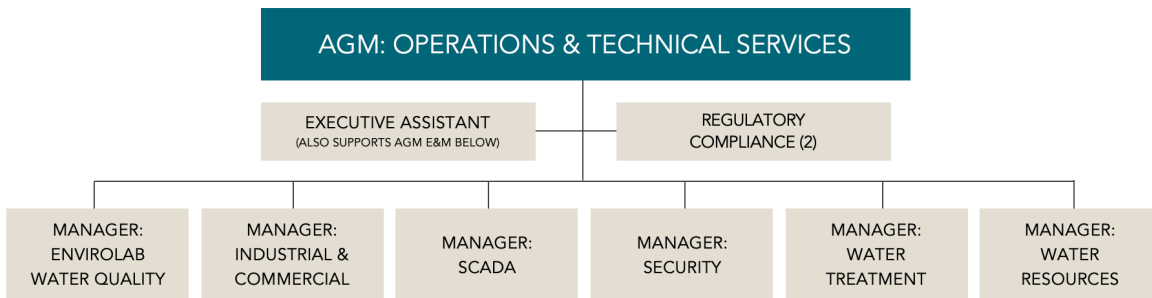 AGM: OPERATIONS & TECHNICAL SERVICES
EXECUTIVE ASSISTANT
(ALSO SUPPORTS AGM E&M BELOW)
REGULATORY
COMPLIANCE (2)
MANAGER:
ENVIROLAB
WATER QUALITY
MANAGER:
INDUSTRIAL &
COMMERCIAL
MANAGER:
SCADA
MANAGER:
SECURITY
MANAGER:
WATER
TREATMENT
MANAGER:
WATER
RESOURCES